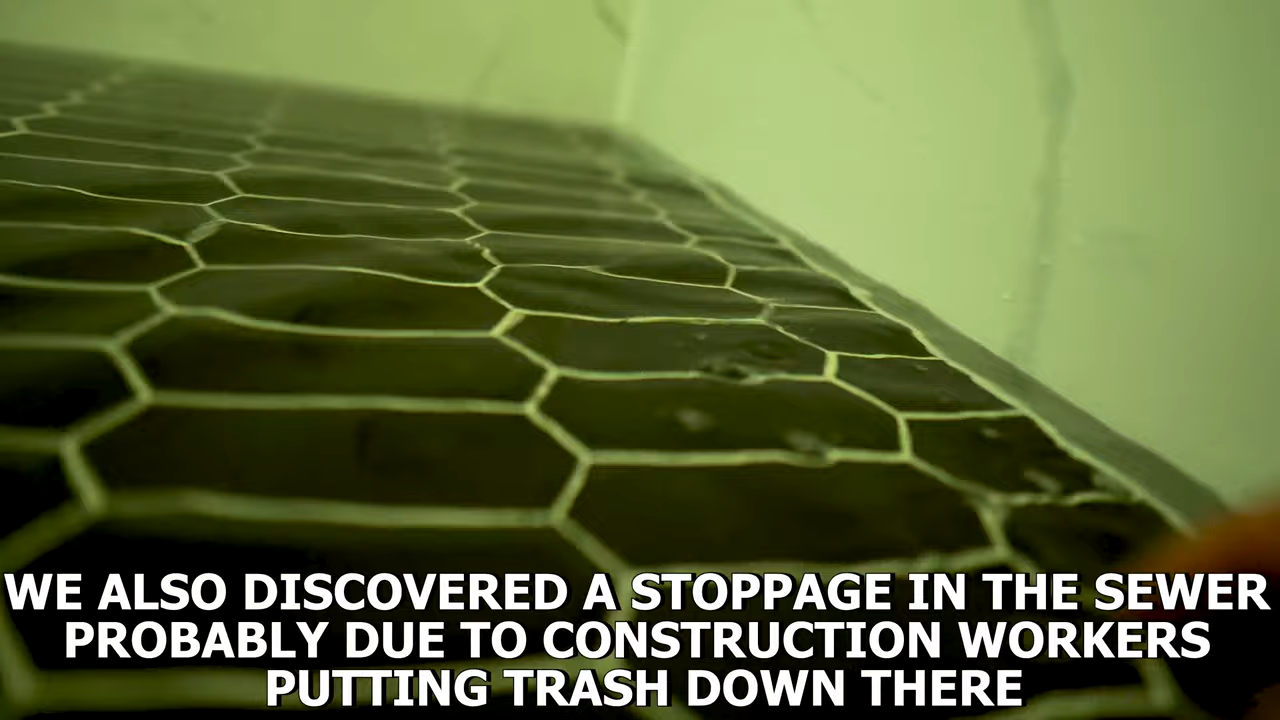 WE ALSO DISCOVERED A STOPPAGE IN THE SEWER
PROBABLY DUE TO CONSTRUCTION WORKERS
PUTTING TRASH DOWN THERE